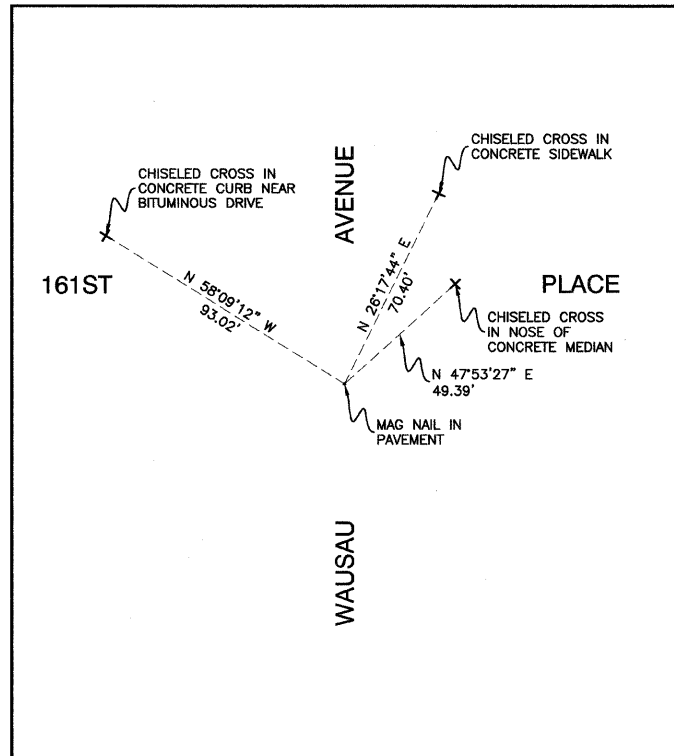 AVENUE
CHISELED CROSS IN
CONCRETE SIDEWALK
CHISELED CROSS IN
CONCRETE CURB NEAR
BITUMINOUS DRIVE
161ST
PLACE
N 58°09'12" W
93.02'
N 26°17'44" E
70.40'
CHISELED CROSS
IN NOSE OF
CONCRETE MEDIAN
N 47°53'27" E
49.39'
MAG NAIL IN
PAVEMENT
WAUSAU